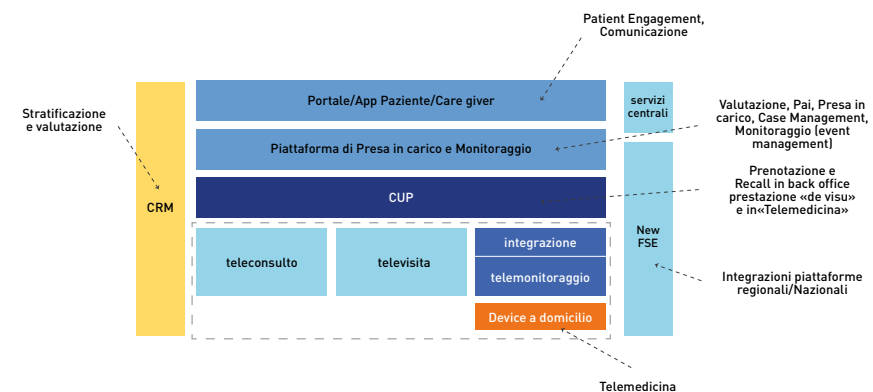 Patient Engagement,
Comunicazione
Stratificazione
e valutazione
CRM
Portale/App Paziente/Care giver
Piattaforma di Presa in carico e Monitoraggio
CUP
teleconsulto
televisita
integrazione
telemonitoraggio
Device a domicilio
servizi
centrali
New
FSE
Valutazione, Pai, Presa in
carico, Case Management,
Monitoraggio (event
management)
Prenotazione e
Recall in back office
prestazione «de visu»
e in«Telemedicina»
Integrazioni piattaforme
regionali/Nazionali
Telemedicina